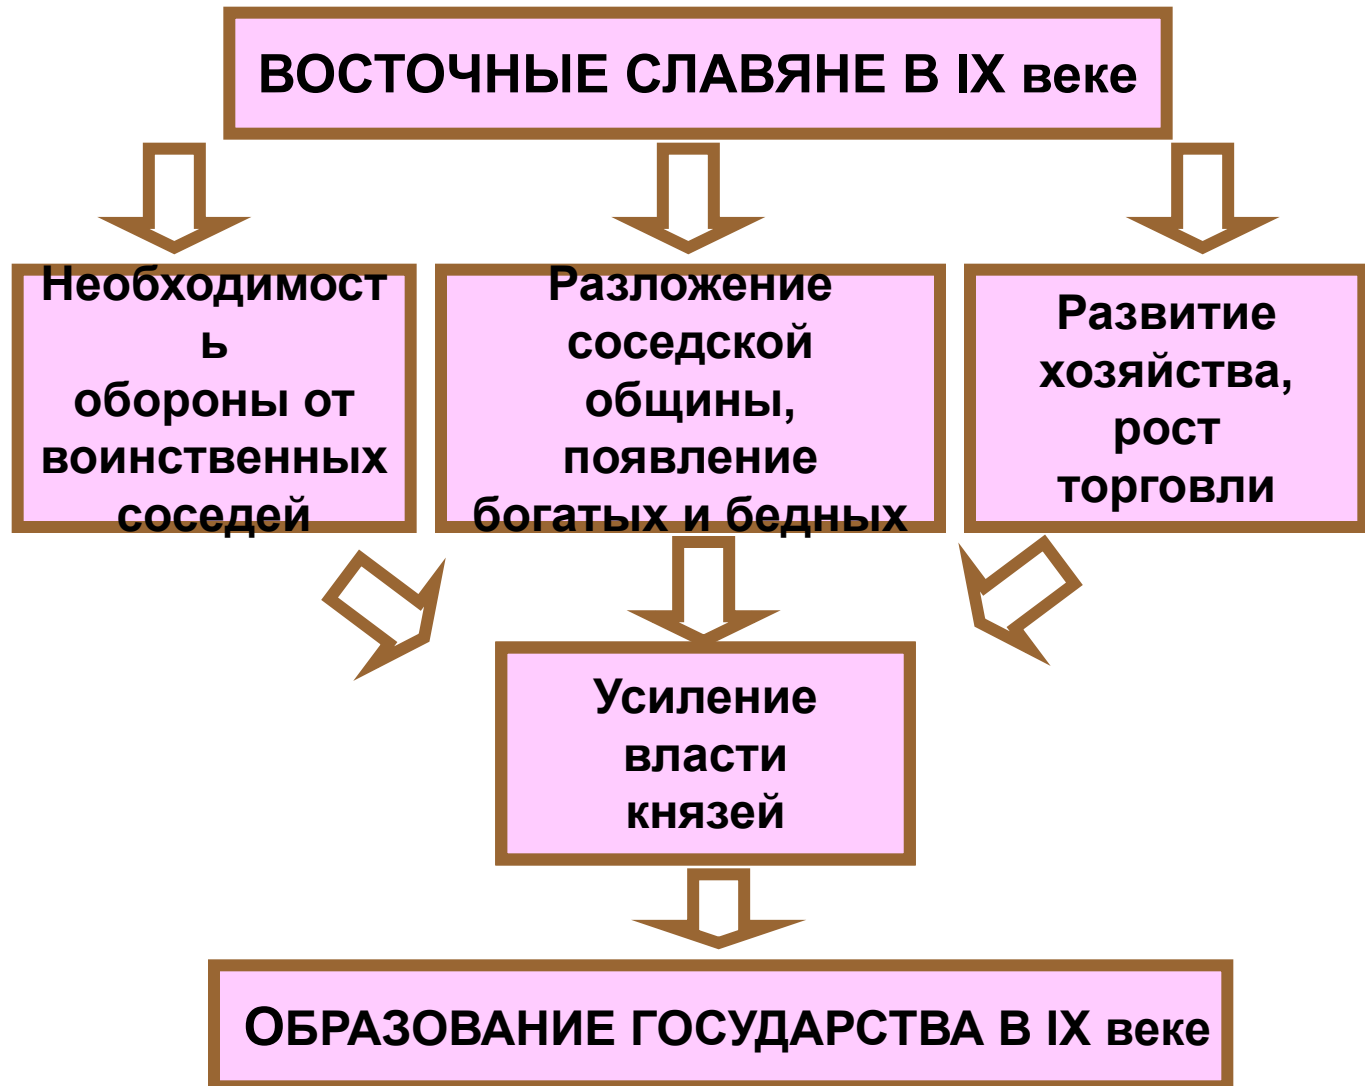 ВОСТОЧНЫЕ СЛАВЯНЕ В IX веке
Необходимост
ь
обороны от
воинственных
соседей
Разложение
соседской
общины,
появление
богатых и бедных
Развитие
хозяйства,
рост
торговли
Усиление
власти
князей
ОБРАЗОВАНИЕ ГОСУДАРСТВА В IX веке